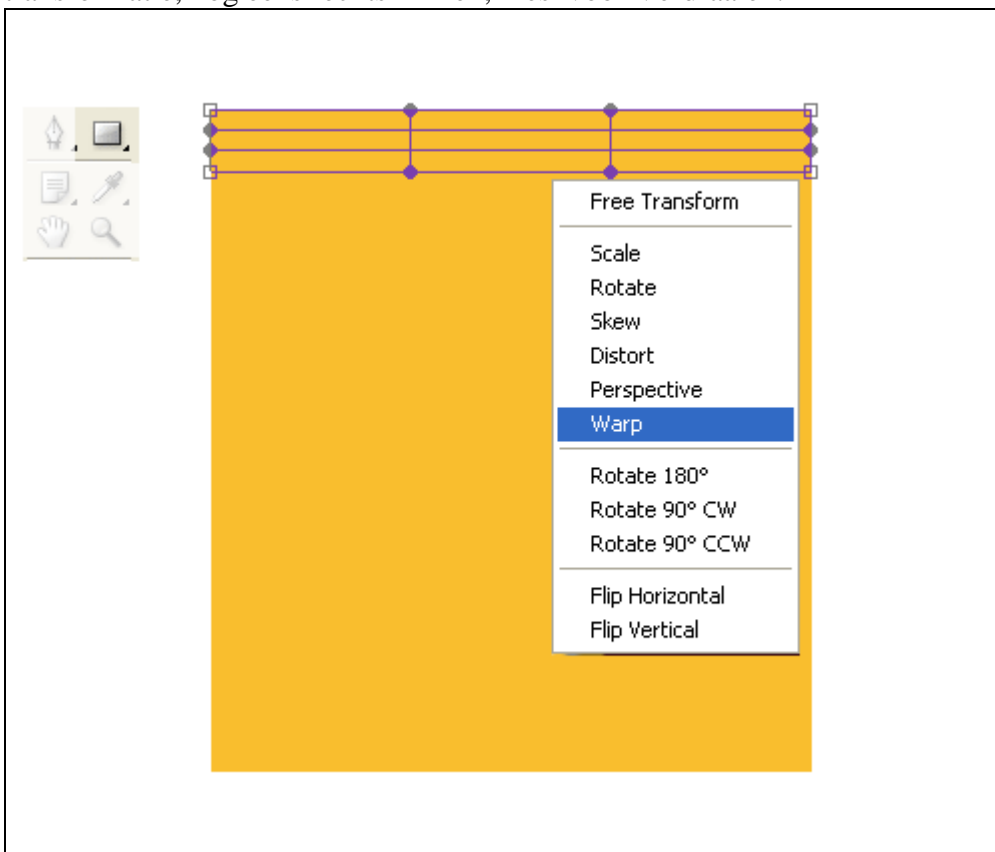 Free Transform
Scale
Rotate
Skew
Distort
Perspective
Warp
Rotate 180°
Rotate 90° CW
Rotate 90° CCW
Flip Horizontal
Flip Vertical